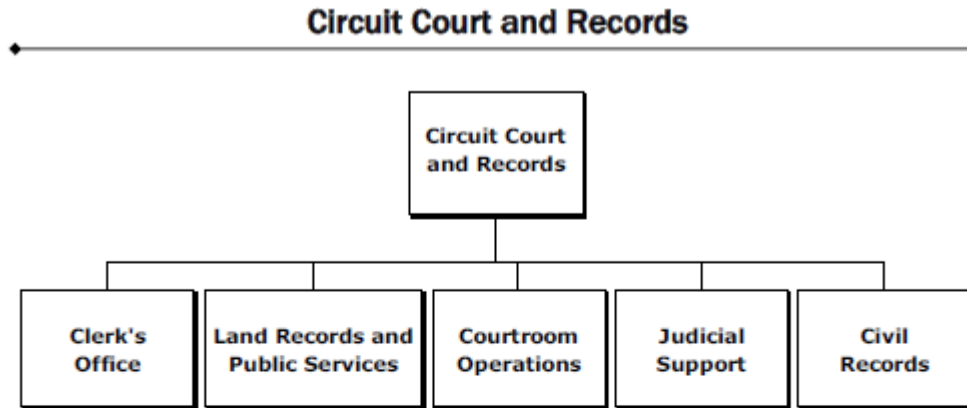 Circuit Court and Records
Circuit Court
and Records
Clerk's
Office
Land Records and
Public Services
Courtroom
Operations
Judicial
Support
Civil
Records